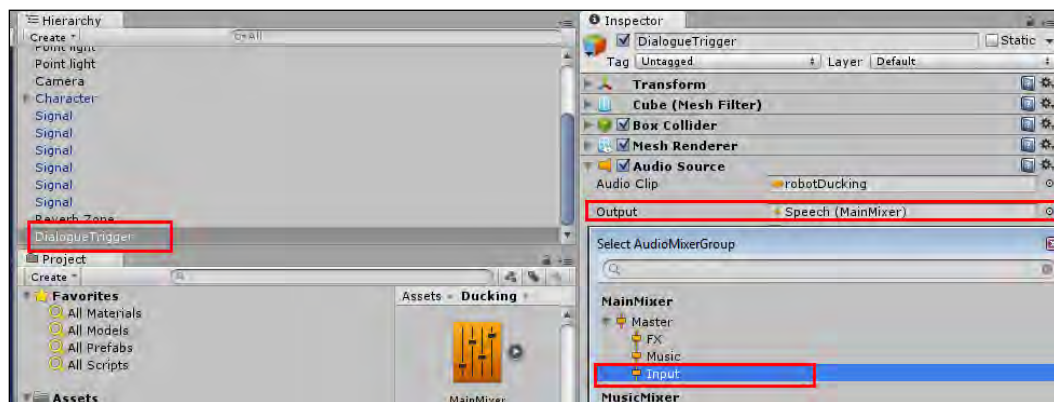 Hierarchy
Create
All
Point light
Point light
Camera
Character
Signal
Signal
Signal
Signal
Signal
Signal
Reverb Zone
DialogueTrigger
Project
Create
Favorites
All Materials
All Models
All Prefabs
All Scripts
Assets
Assets Ducking
MainMixer
Inspector
DialogueTrigger Static
Tag Untagged Layer Default
Transform
Cube (Mesh Filter)
Box Collider
Mesh Renderer
Audio Source
Audio Clip robotDucking
Output Speech (MainMixer)
Select AudioMixerGroup
MainMixer
Master
FX
Music
Input
MusicMixer